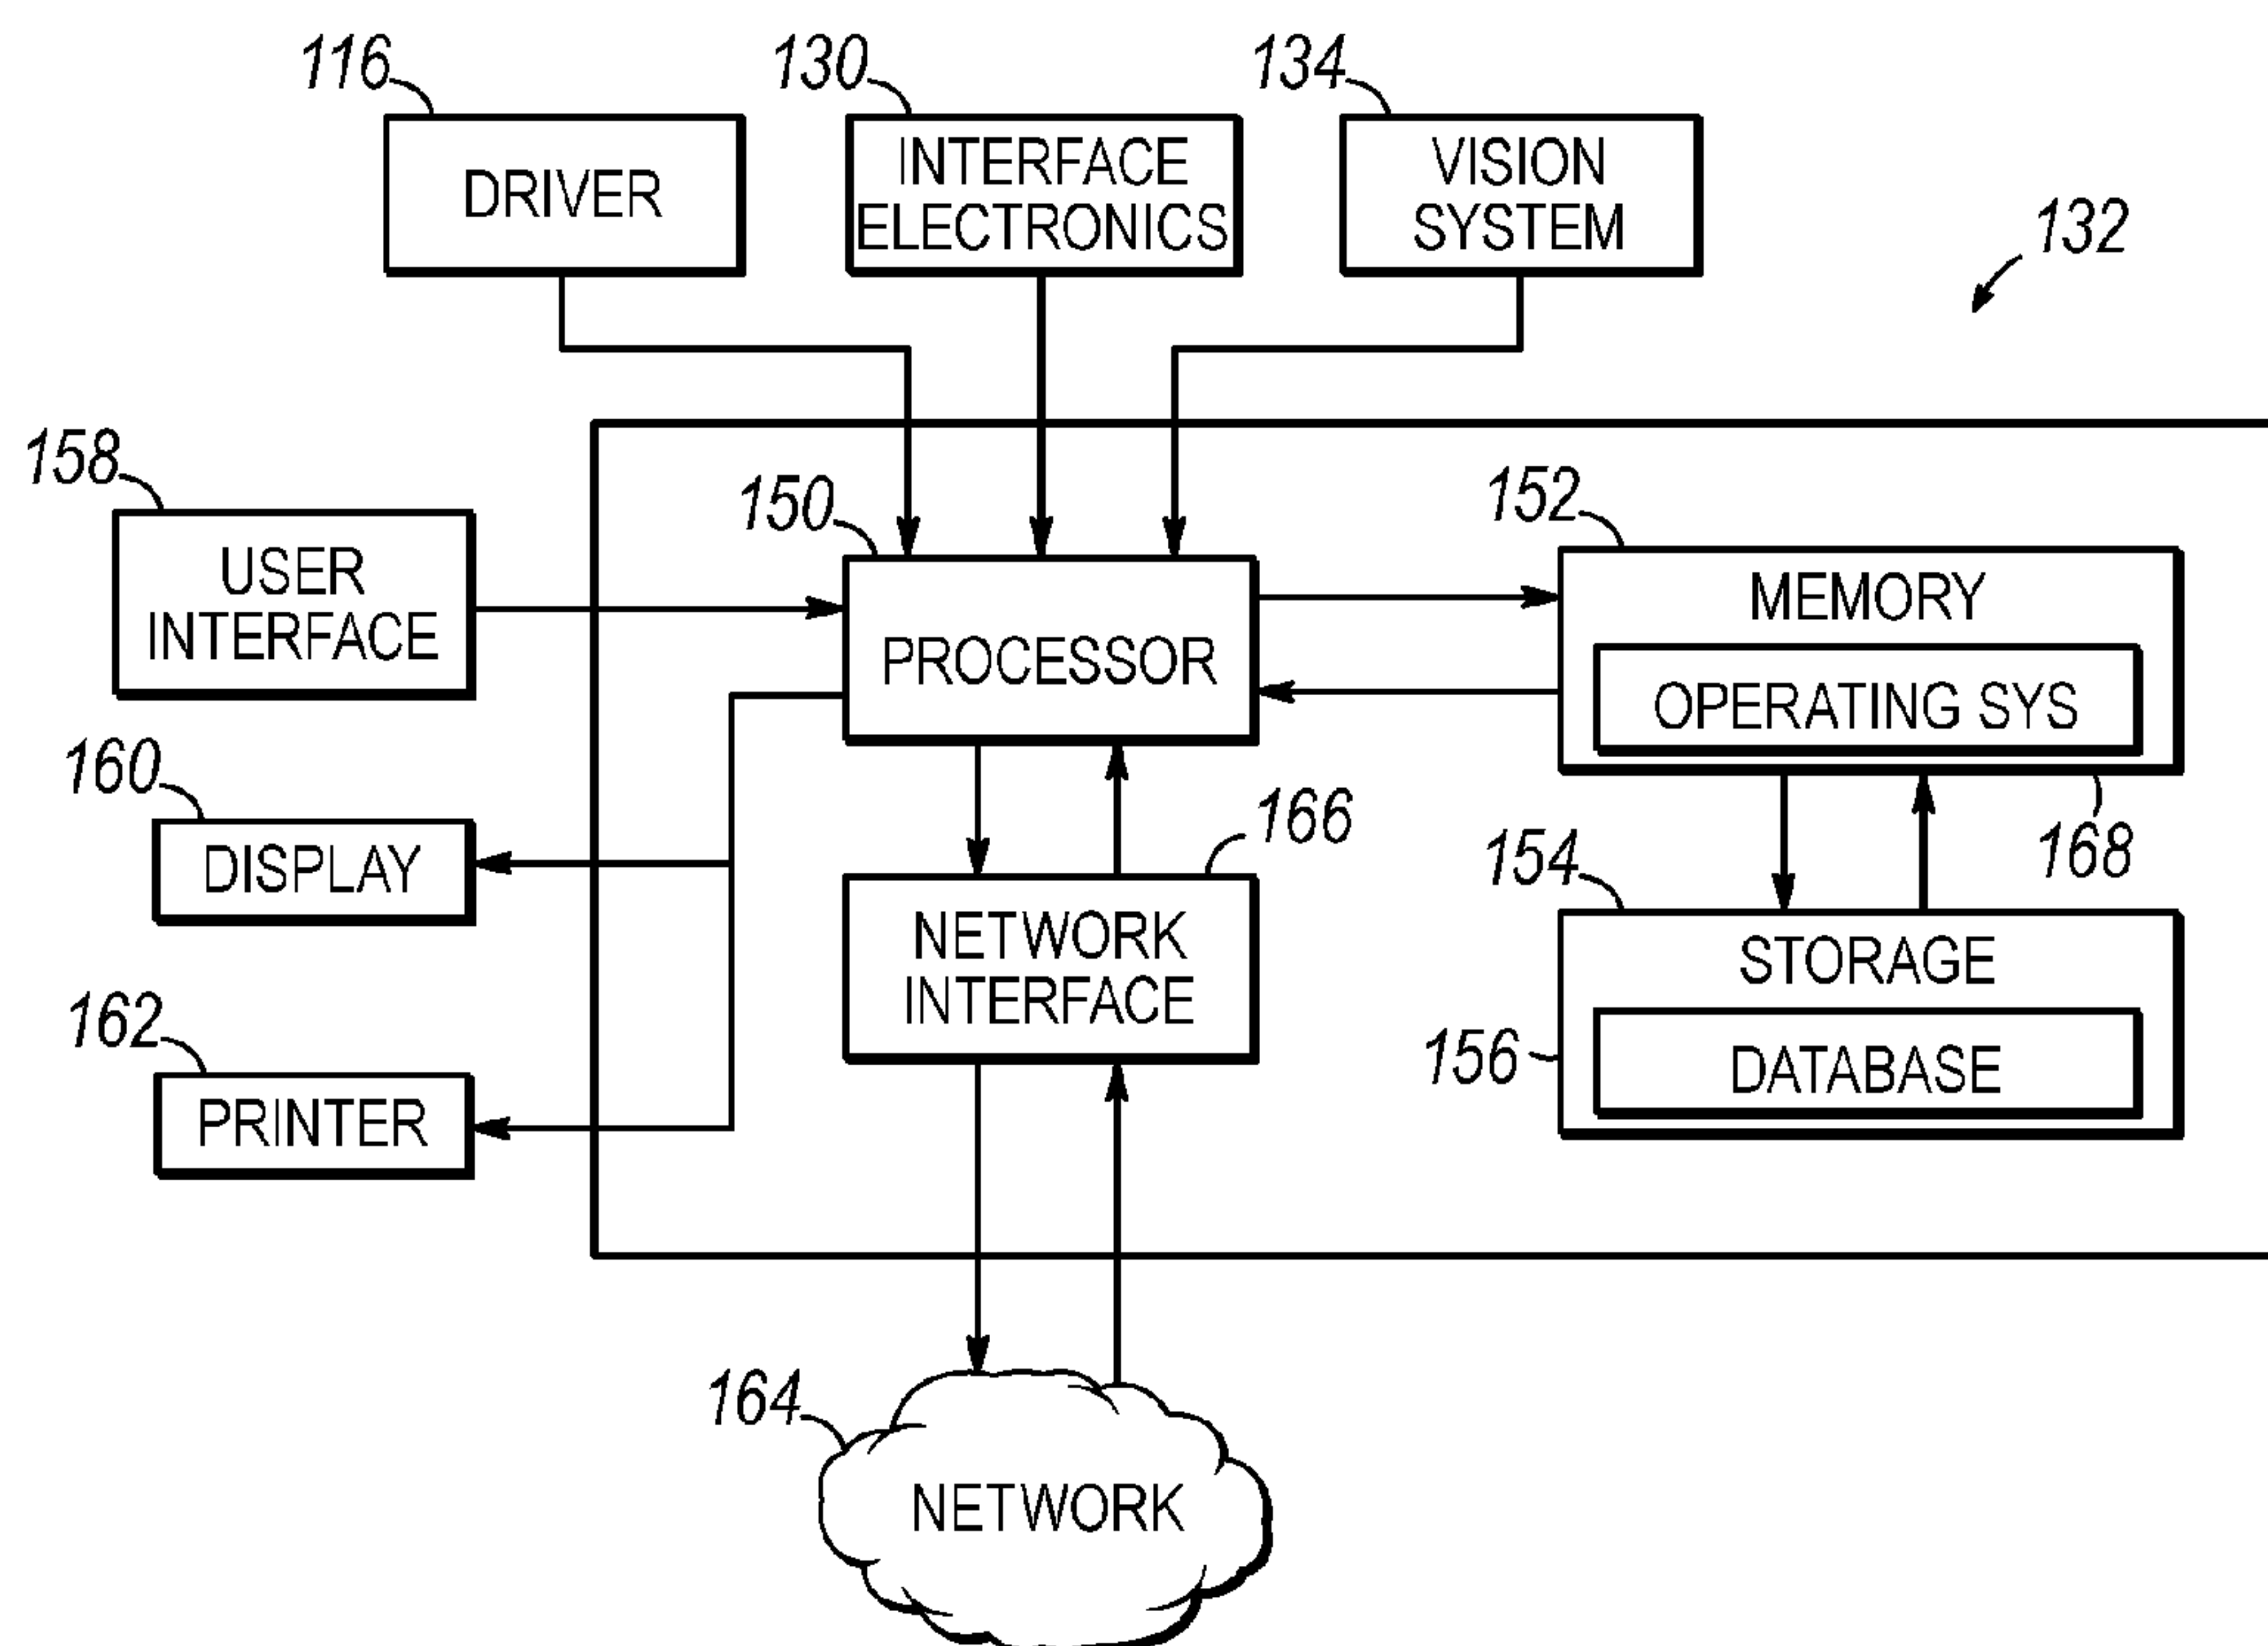 116
130
134
DRIVER
INTERFACE
ELECTRONICS
VISION
SYSTEM
132
158
150
152
USER
INTERFACE
PROCESSOR
MEMORY
OPERATING SYS
160
166
154
168
DISPLAY
NETWORK
INTERFACE
STORAGE
162
156
DATABASE
PRINTER
164
NETWORK